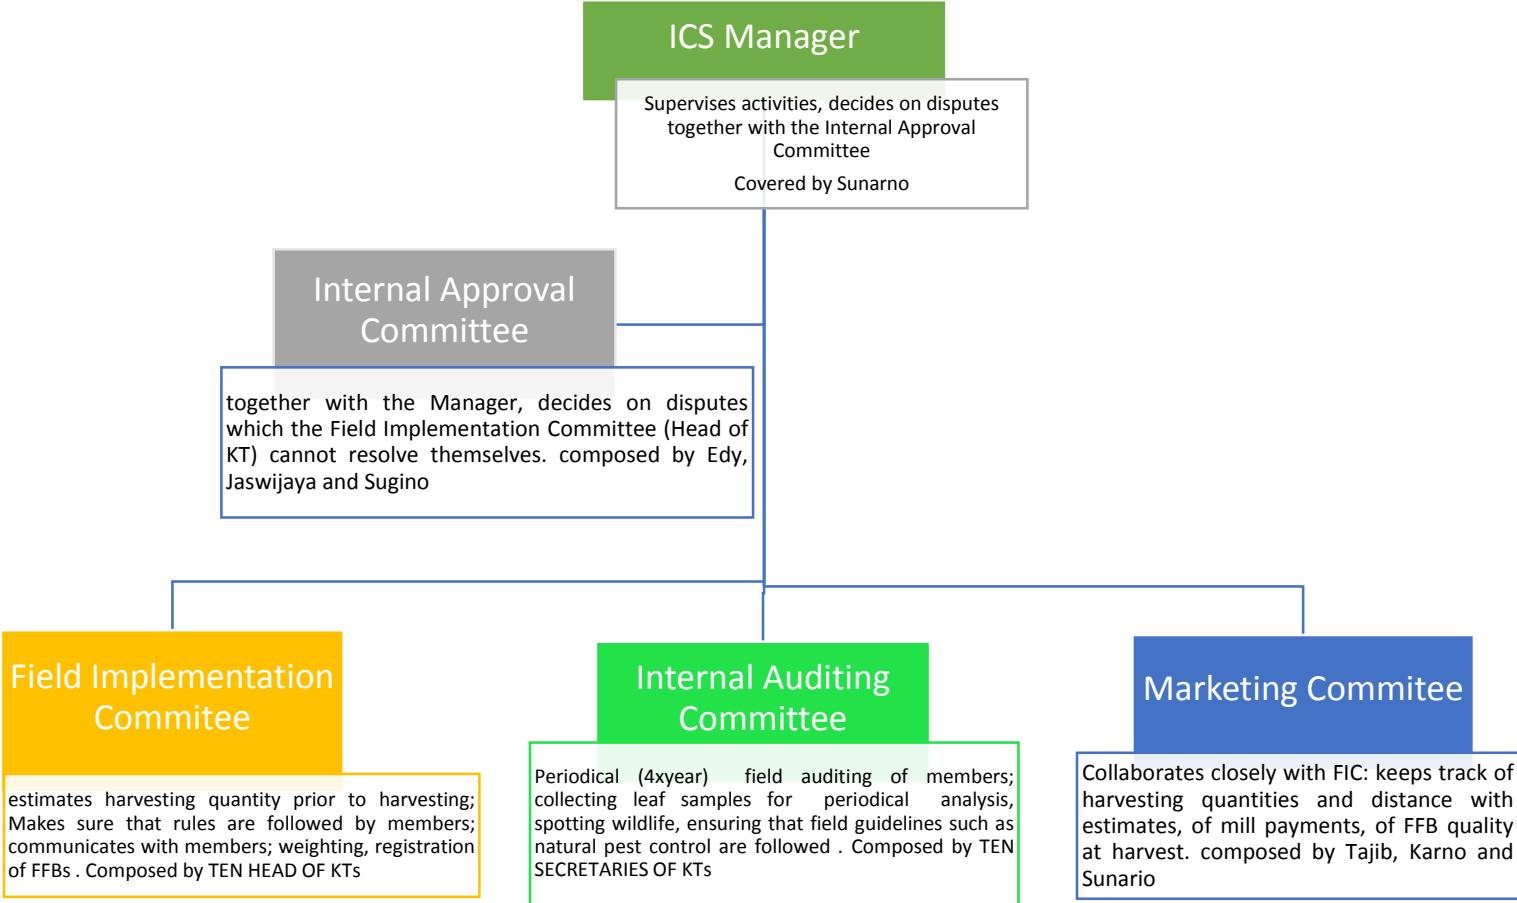 ICS Manager
Supervises activities, decides on disputes
together with the Internal Approval
Committee
Covered by Sunarno
Internal Approval
Committee
together with the Manager, decides on disputes
which the Field Implementation Committee (Head of
KT) cannot resolve themselves. composed by Edy,
Jaswijaya and Sugino
Field Implementation
Commitee
estimates harvesting quantity prior to harvesting;
Makes sure that rules are followed by members;
communicates with members; weighting, registration
of FFBs . Composed by TEN HEAD OF KTs
Internal Auditing
Committee
Periodical (4xyear) field auditing of members;
collecting leaf samples for periodical analysis,
spotting wildlife, ensuring that field guidelines such as
natural pest control are followed . Composed by TEN
SECRETARIES OF KTs
Marketing Commitee
Collaborates closely with FIC: keeps track of
harvesting quantities and distance with
estimates, of mill payments, of FFB quality
at harvest. composed by Tajib, Karno and
Sunario